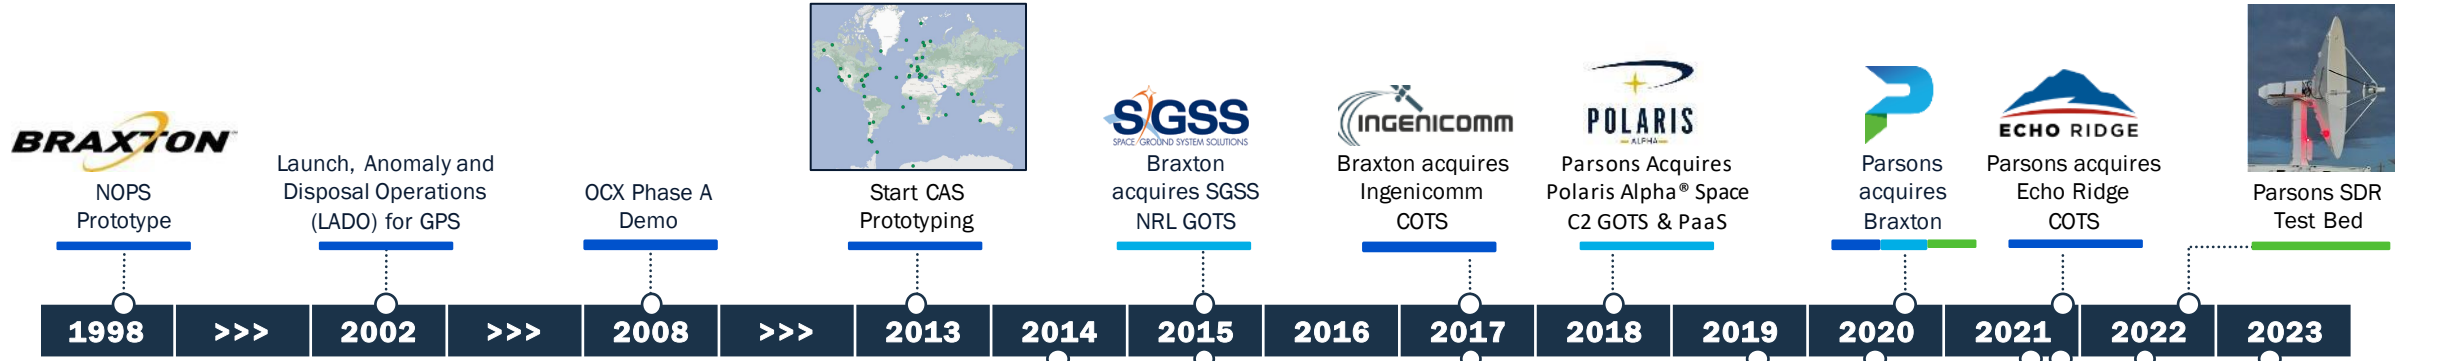 BRAXTON
NOPS
Prototype
Launch, Anomaly and
Disposal Operations
(LADO) for GPS
OCX Phase A
Demo
Start CAS
Prototyping
SGSS
SPACE GROUND SYSTEM SOLUTIONS
Braxton
acquires SGSS
NRL GOTS
INGENICOMM
Braxton acquires
Ingenicomm
COTS
POLARIS
ALPHA
Parsons Acquires
Polaris Alpha® Space
C2 GOTS & PaaS
Parsons
acquires
Braxton
ECHO RIDGE
Parsons acquires
Echo Ridge
COTS
Parsons SDR
Test Bed
1998 >>> 2002 >>> 2008 >>> 2013 2014 2015 2016 2017 2018 2019 2020 2021 2022 2023